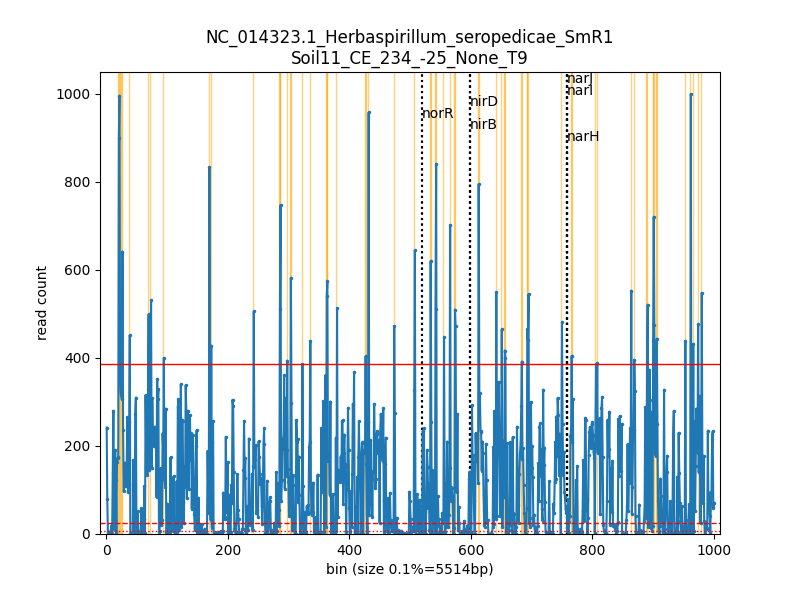 NC_014323.1_Herbaspirillum_seropedicae_SmR1
Soil11_CE_234_-25_None_T9
narJ
narI
nirD
norR
nirB
narH
1000
800
600
400
200
0
read count
0 200 400 600 800 1000
bin (size 0.1%=5514bp)